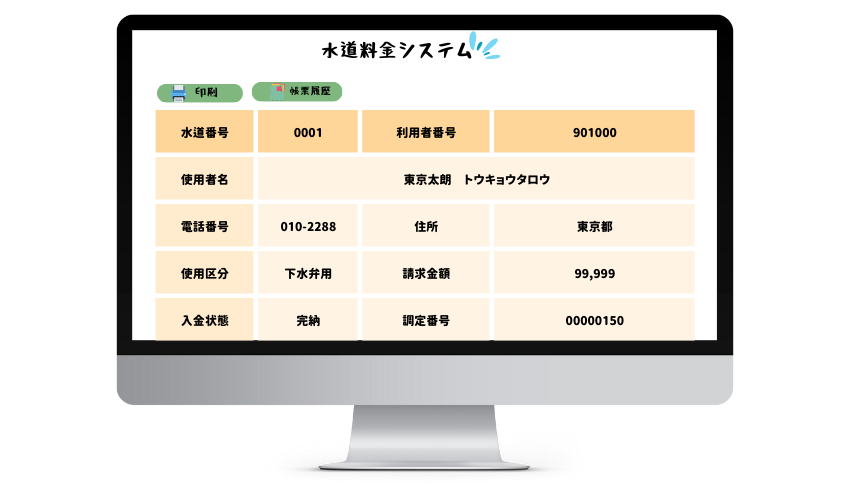 水道料金システム
印刷 帳票履歴
水道番号 0001 利用者番号 901000
使用者名 東京太朗 トウキョウタロウ
電話番号 010-2288 住所 東京都
使用区分 下水弁用 請求金額 99,999
入金状態 完納 調定番号 00000150